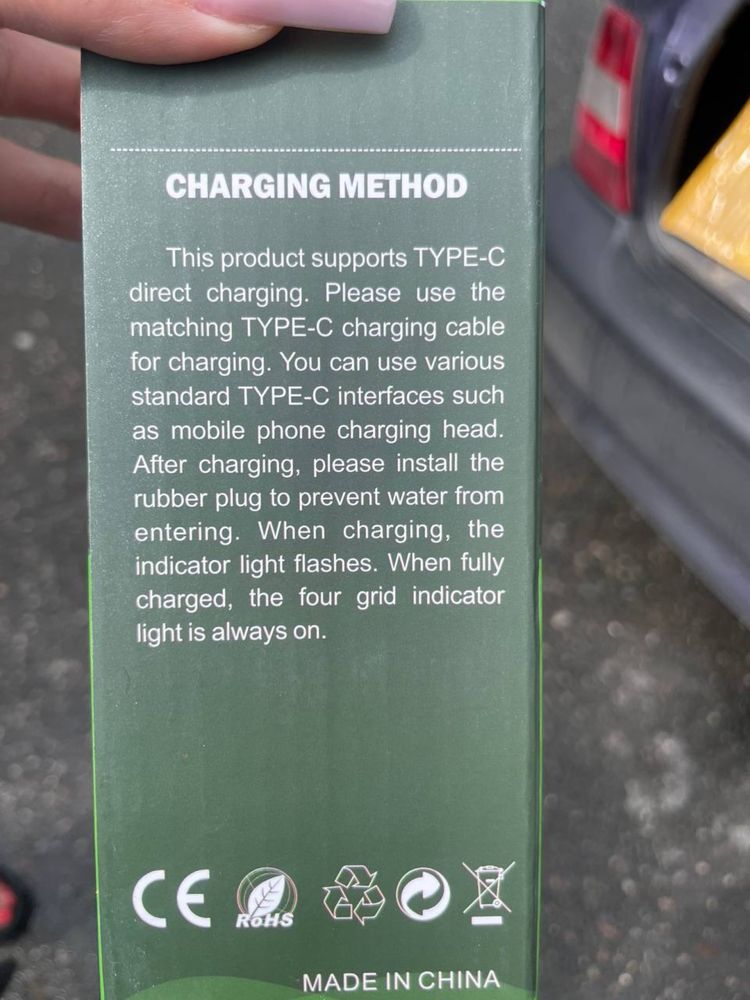 CHARGING METHOD
This product supports TYPE-C
direct charging. Please use the
matching TYPE-C charging cable
for charging. You can use various
standard TYPE-C interfaces such
as mobile phone charging head.
After charging, please install the
rubber plug to prevent water from
entering. When charging, the
indicator light flashes. When fully
charged, the four grid indicator
light is always on.
CE RoHS
MADE IN CHINA